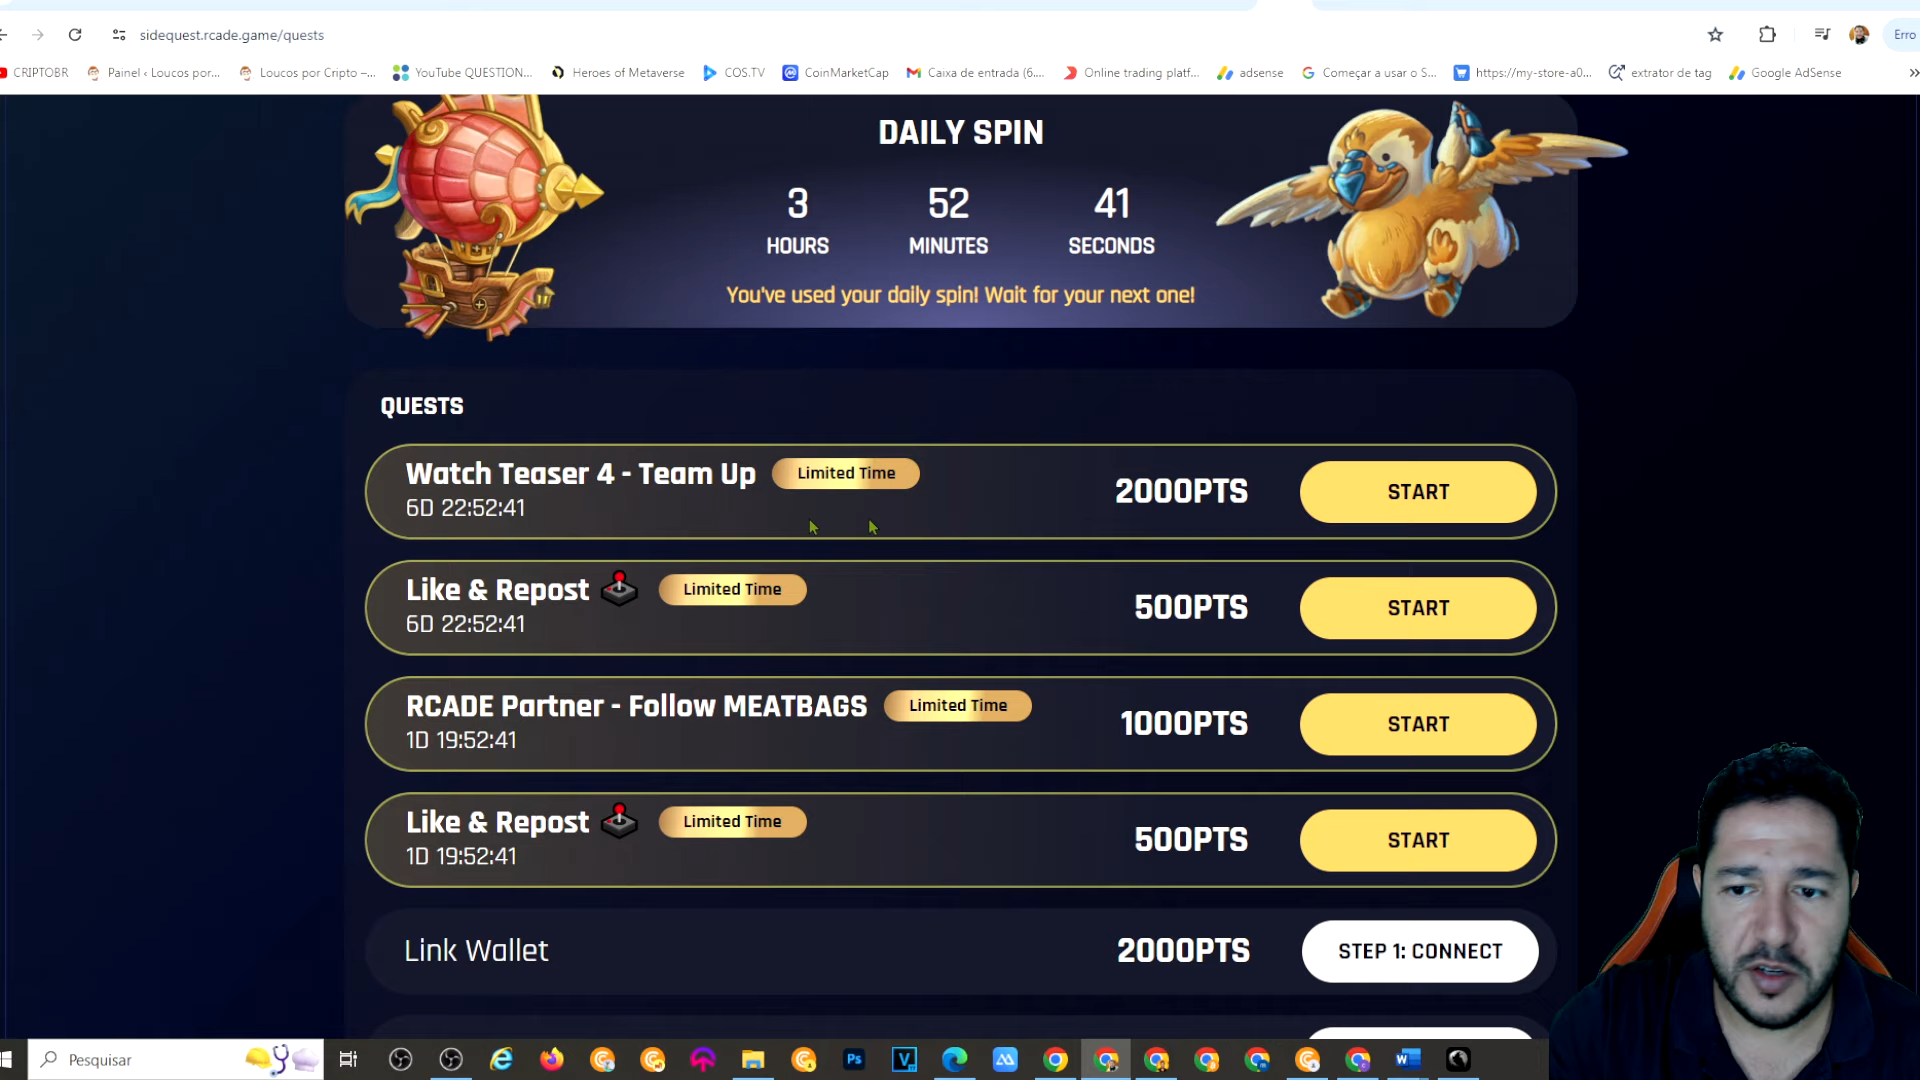 sidequest.rcade.game/quests
Erro
CRIPTOBR
Painel ‹ Loucos por...
Loucos por Cripto –...
YouTube QUESTION...
Heroes of Metaverse
COS.TV
CoinMarketCap
Caixa de entrada (6....
Online trading platf...
adsense
Começar a usar o S...
https://my-store-a0...
extrator de tag
Google AdSense
»
DAILY SPIN
3 52 41
HOURS MINUTES SECONDS
You've used your daily spin! Wait for your next one!
QUESTS
Watch Teaser 4 - Team Up Limited Time
6D 22:52:41
2000PTS
START
Like & Repost Limited Time
6D 22:52:41
500PTS
START
RCADE Partner - Follow MEATBAGS Limited Time
1D 19:52:41
1000PTS
START
Like & Repost Limited Time
1D 19:52:41
500PTS
START
Link Wallet
2000PTS
STEP 1: CONNECT
Pesquisar
Ps
V
W